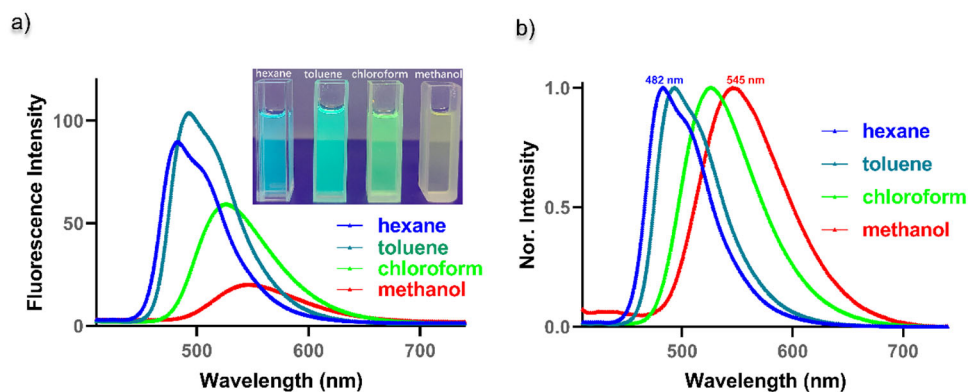 a)
hexane toluene chloroform methanol
100
50
0
Fluorescence Intensity
hexane
toluene
chloroform
methanol
500 600 700
Wavelength (nm)
b)
482 nm 545 nm
1.0
0.5
0.0
Nor. Intensity
hexane
toluene
chloroform
methanol
500 600 700
Wavelength (nm)